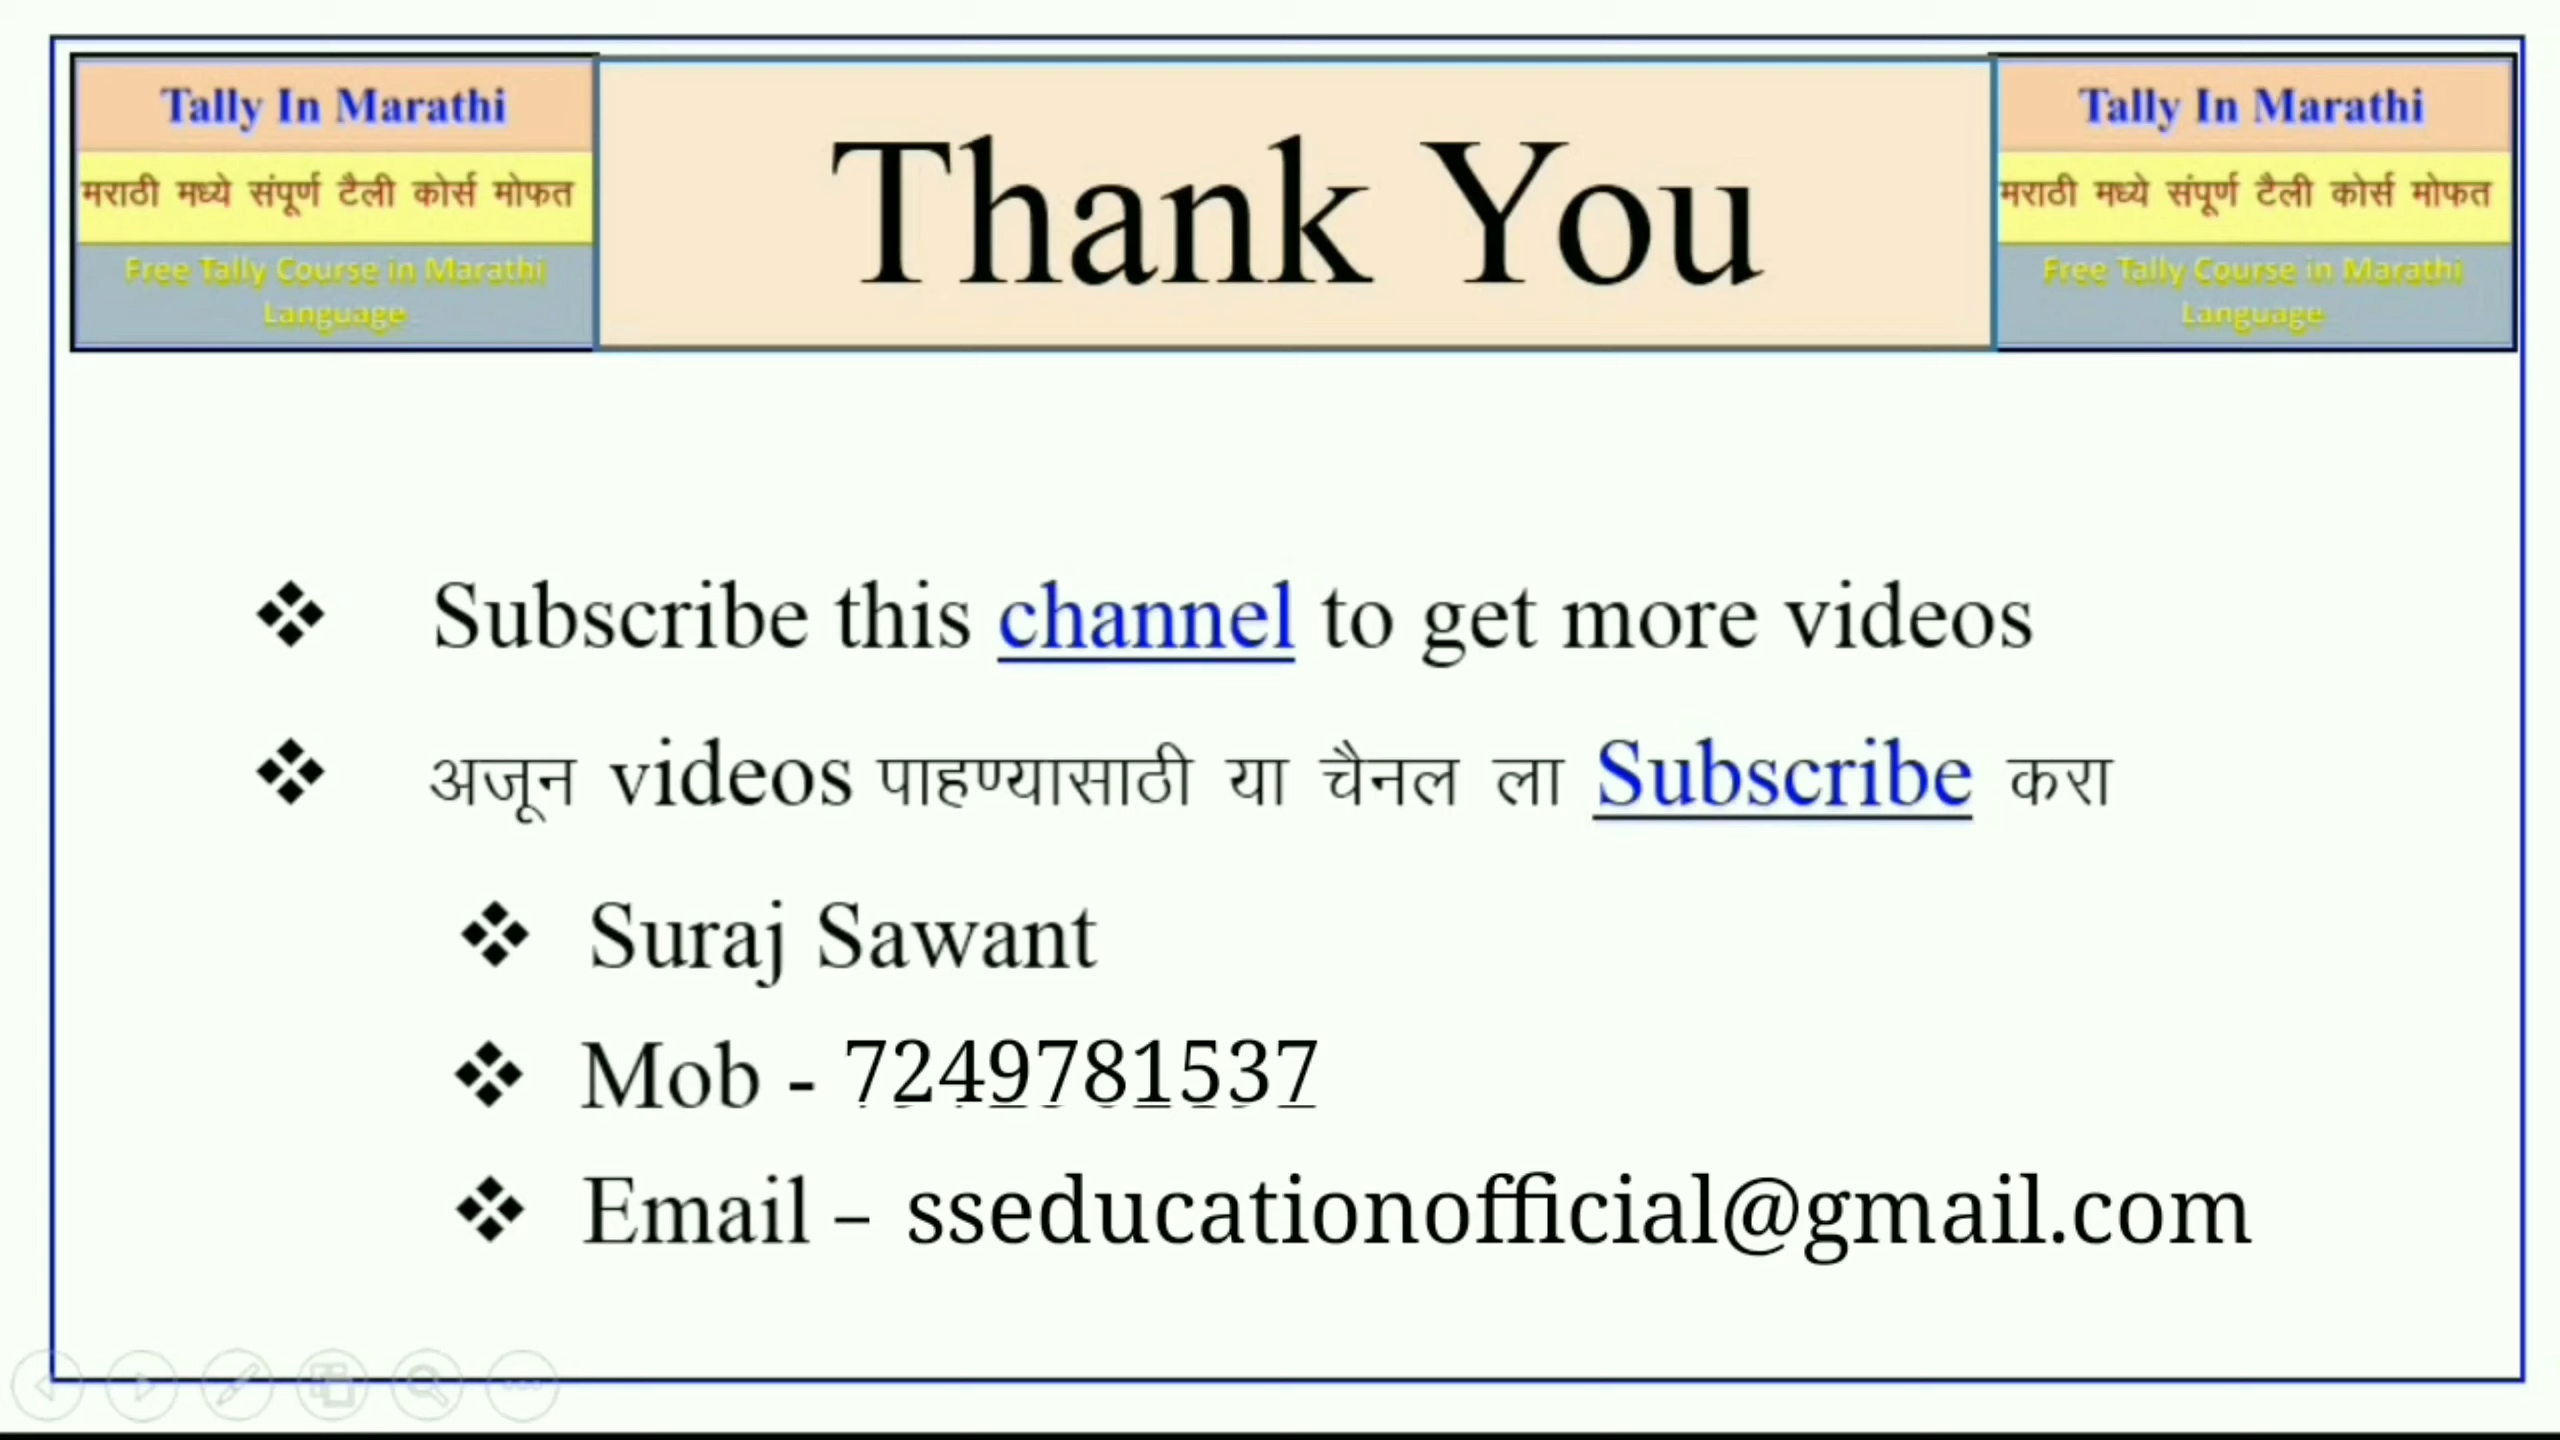 Tally In Marathi
मराठी मध्ये संपूर्ण टैली कोर्स मोफत
Free Tally Course in Marathi
Language
Thank You
Tally In Marathi
मराठी मध्ये संपूर्ण टैली कोर्स मोफत
Free Tally Course in Marathi
Language
❖ Subscribe this channel to get more videos
❖ अजून videos पाहण्यासाठी या चैनल ला Subscribe करा
❖ Suraj Sawant
❖ Mob - 7249781537
❖ Email – sseducationofficial@gmail.com